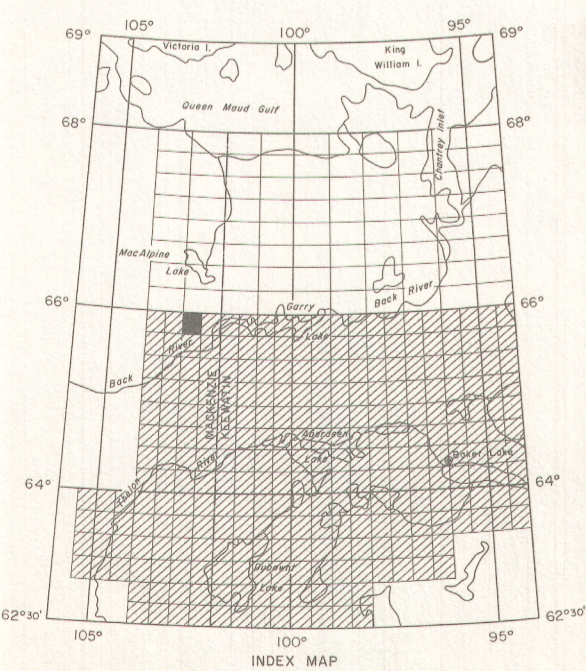 105° 100° 95°
69° 69°
Victoria I.
King
William I.
Queen Maud Gulf
68° 68°
Chantrey Inlet
MacAlpine
Lake
Back River
66° 66°
Garry
Lake
River
Back
MACKENZIE
KEEWATIN
Aberdeen
Lake
River
Baker Lake
Thelon
64° 64°
Dubawnt
Lake
62°30' 62°30'
105° 100° 95°
INDEX MAP